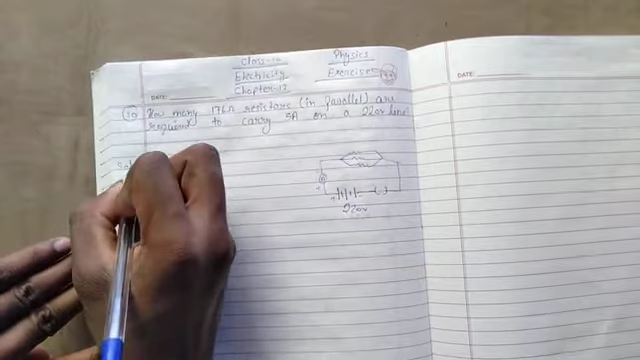 Class-10 Physics
Electricity Exercise
Chapter-12
DATE:
DATE:
10 How many 176Ω resistors (in parallel) are
required to carry 5A on a 220V line?
Sol
220V